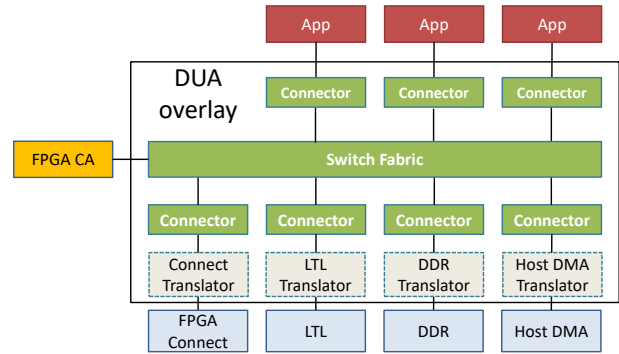 App
App
App
DUA
overlay
Connector
Connector
Connector
FPGA CA
Switch Fabric
Connector
Connector
Connector
Connector
Connect
Translator
LTL
Translator
DDR
Translator
Host DMA
Translator
FPGA
Connect
LTL
DDR
Host DMA